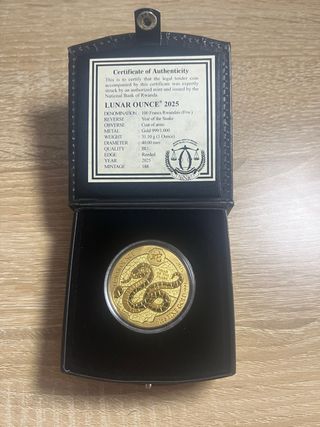 Certificate of Authenticity
This is to certify that the legal tender coin
accompanied by this certificate was expertly
struck by an authorized mint and issued by the
National Bank of Rwanda.
LUNAR OUNCE® 2025
DENOMINATION : 100 Francs Rwandais
REVERSE : Year of the Snake
OBVERSE : Coat of arms
METAL : Gold 999/1.000
WEIGHT : 31.10 g (1 Ounce)
DIAMETER : 40.00 mm
QUALITY : BU
EDGE : Reeded
YEAR : 2025
MINTAGE : 188